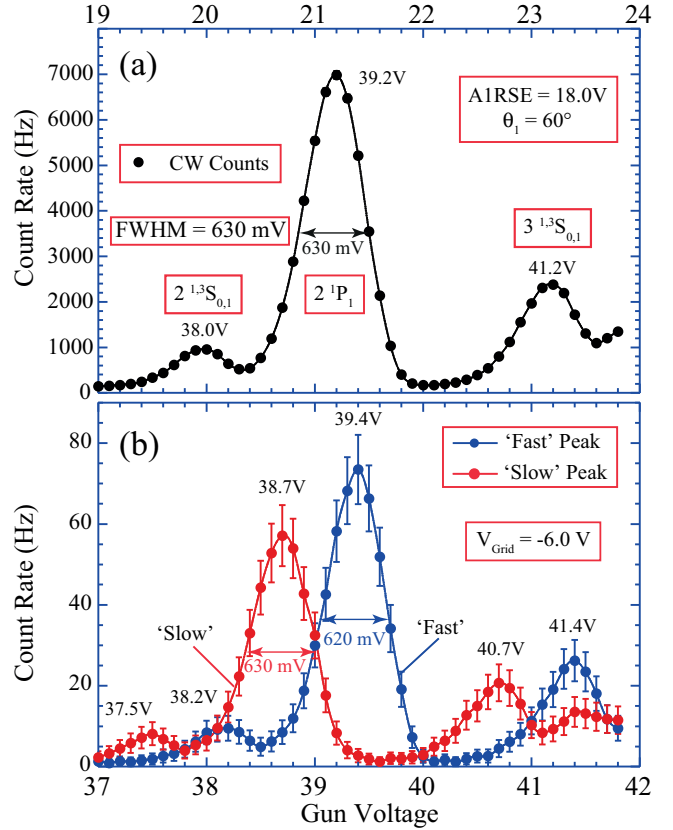 19 20 21 22 23 24
(a)
39.2V
A1RSE = 18.0V
θ₁ = 60°
CW Counts
FWHM = 630 mV
630 mV
3 ¹,³S₀,₁
41.2V
2 ¹,³S₀,₁
38.0V
2 ¹P₁
Count Rate (Hz)
7000
6000
5000
4000
3000
2000
1000
0
(b)
39.4V
'Fast' Peak
'Slow' Peak
38.7V
V_Grid = -6.0 V
'Slow'
630 mV
620 mV
'Fast'
41.4V
40.7V
38.2V
37.5V
Count Rate (Hz)
80
60
40
20
0
37 38 39 40 41 42
Gun Voltage